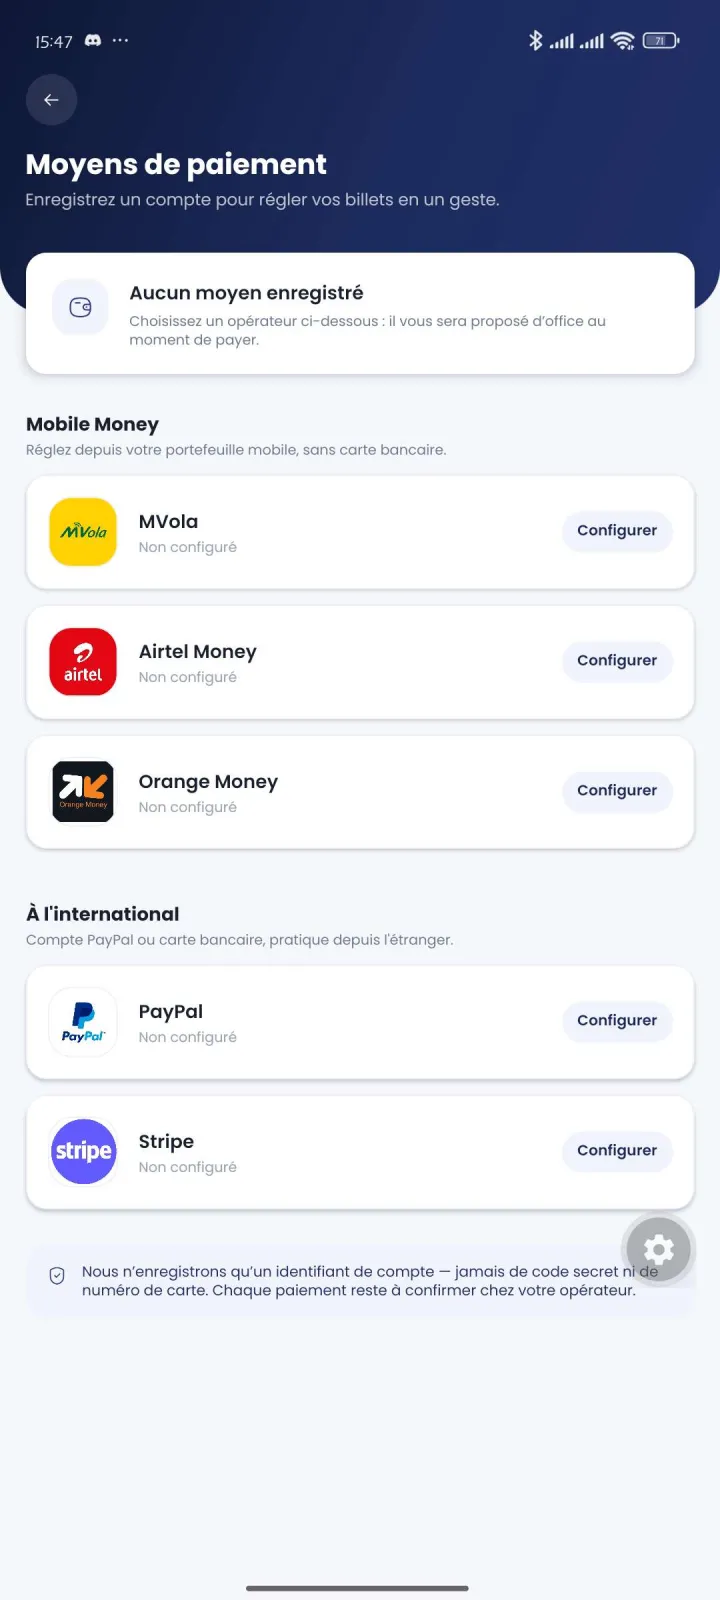 15:47
71
Moyens de paiement
Enregistrez un compte pour régler vos billets en un geste.
Aucun moyen enregistré
Choisissez un opérateur ci-dessous : il vous sera proposé d’office au
moment de payer.
Mobile Money
Réglez depuis votre portefeuille mobile, sans carte bancaire.
MVola
MVola
Non configuré
Configurer
airtel
Airtel Money
Non configuré
Configurer
Orange Money
Orange Money
Non configuré
Configurer
À l'international
Compte PayPal ou carte bancaire, pratique depuis l'étranger.
PayPal
PayPal
Non configuré
Configurer
stripe
Stripe
Non configuré
Configurer
Nous n’enregistrons qu’un identifiant de compte — jamais de code secret ni de
numéro de carte. Chaque paiement reste à confirmer chez votre opérateur.